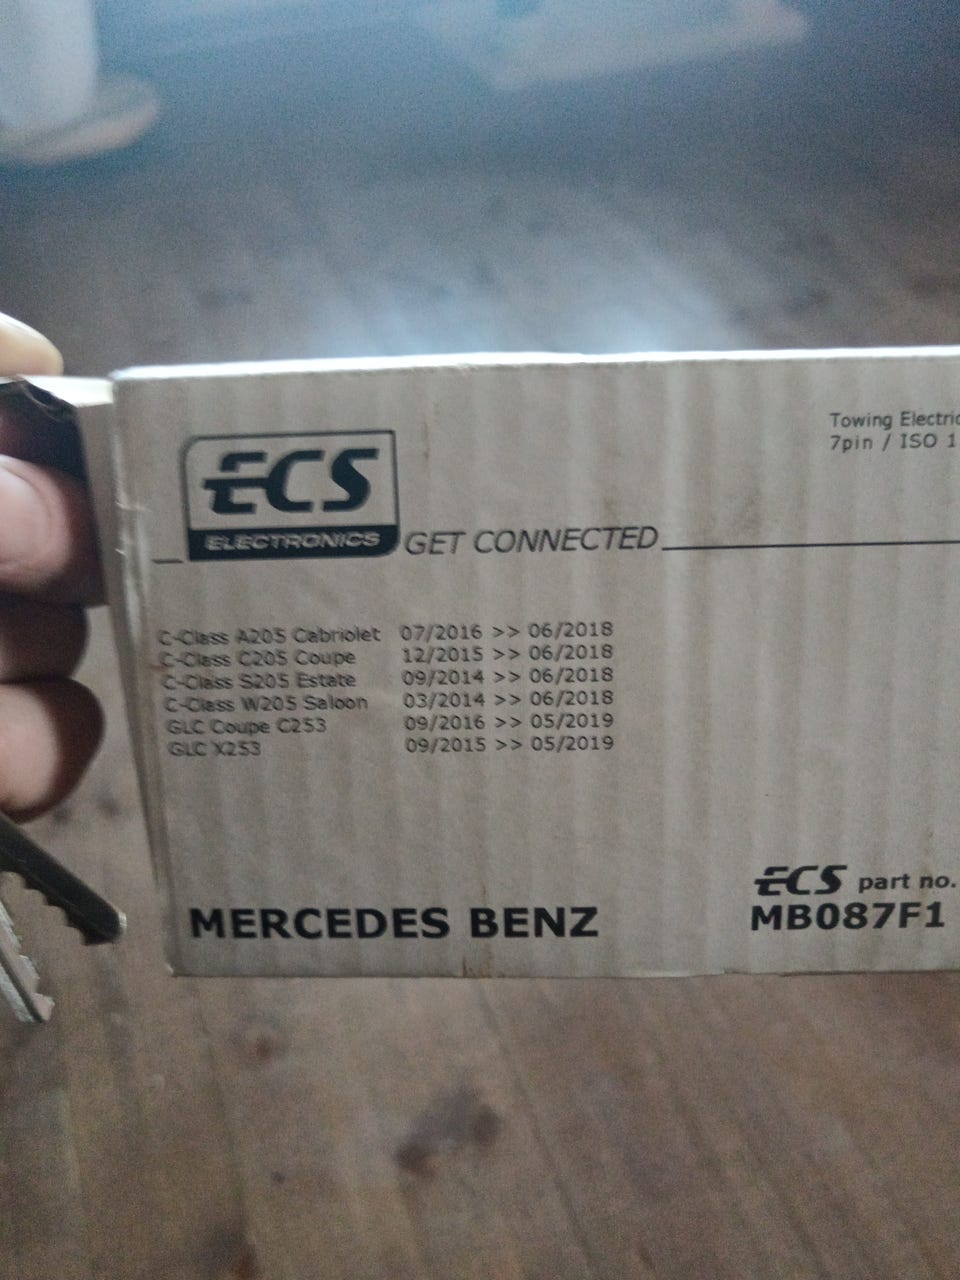 Towing Electric
7pin / ISO 1
ECS
ELECTRONICS
GET CONNECTED
C-Class A205 Cabriolet 07/2016 >> 06/2018
C-Class C205 Coupe 12/2015 >> 06/2018
C-Class S205 Estate 09/2014 >> 06/2018
C-Class W205 Saloon 03/2014 >> 06/2018
GLC Coupe C253 09/2016 >> 05/2019
GLC X253 09/2015 >> 05/2019
MERCEDES BENZ
ECS part no.
MB087F1